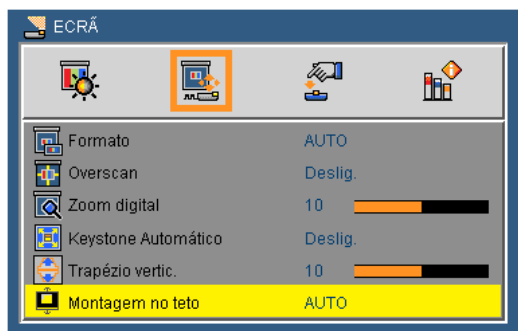 ECRÃ
Formato AUTO
Overscan Deslig.
Zoom digital 10
Keystone Automático Deslig.
Trapézio vertic. 10
Montagem no teto AUTO